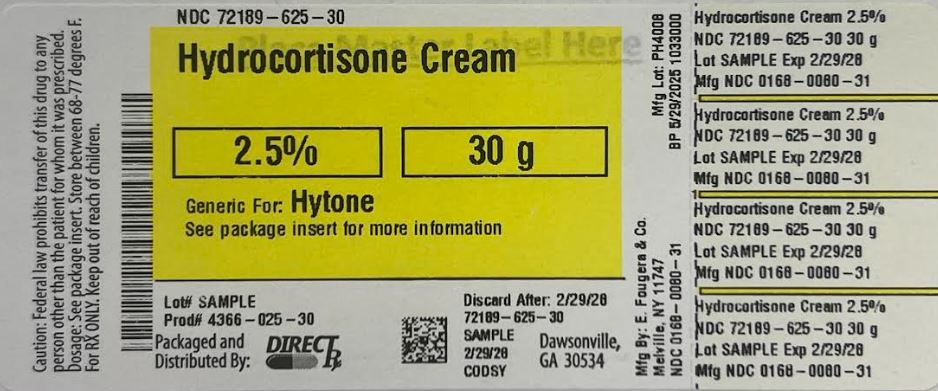 Caution: Federal law prohibits transfer of this drug to any
person other than the patient for whom it was prescribed.
Dosage: See package insert. Store between 68-77 degrees F.
For RX ONLY. Keep out of reach of children.
NDC 72189-625-30
Place Master Label Here
Hydrocortisone Cream
2.5%
30 g
Generic For: Hytone
See package insert for more information
Lot# SAMPLE
Prod# 4366-025-30
Packaged and
Distributed By:
DIRECT Rx
Discard After: 2/29/28
72189-625-30
SAMPLE
2/29/28
CODSY
Dawsonville,
GA 30534
Mfg Lot: PH4008
BP 5/29/2025 1033000
Mfg By: E. Fougera & Co.
Melville, NY 11747
NDC 0168-0080-31
Hydrocortisone Cream 2.5%
NDC 72189-625-30 30 g
Lot SAMPLE Exp 2/29/28
Mfg NDC 0168-0080-31
Hydrocortisone Cream 2.5%
NDC 72189-625-30 30 g
Lot SAMPLE Exp 2/29/28
Mfg NDC 0168-0080-31
Hydrocortisone Cream 2.5%
NDC 72189-625-30 30 g
Lot SAMPLE Exp 2/29/28
Mfg NDC 0168-0080-31
Hydrocortisone Cream 2.5%
NDC 72189-625-30 30 g
Lot SAMPLE Exp 2/29/28
Mfg NDC 0168-0080-31